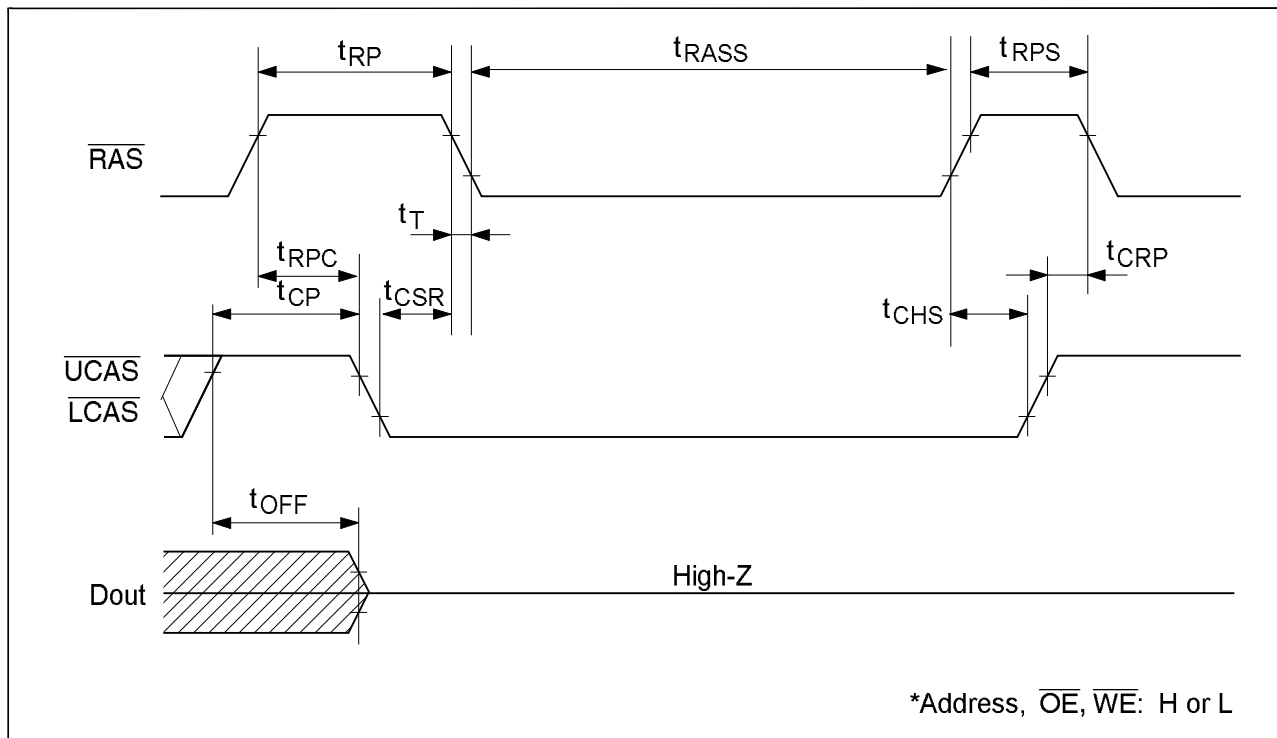 tRP
tRASS
tRPS
RAS
tT
tRPC
tCRP
tCP
tCSR
tCHS
UCAS
LCAS
tOFF
Dout
High-Z
*Address, OE, WE: H or L